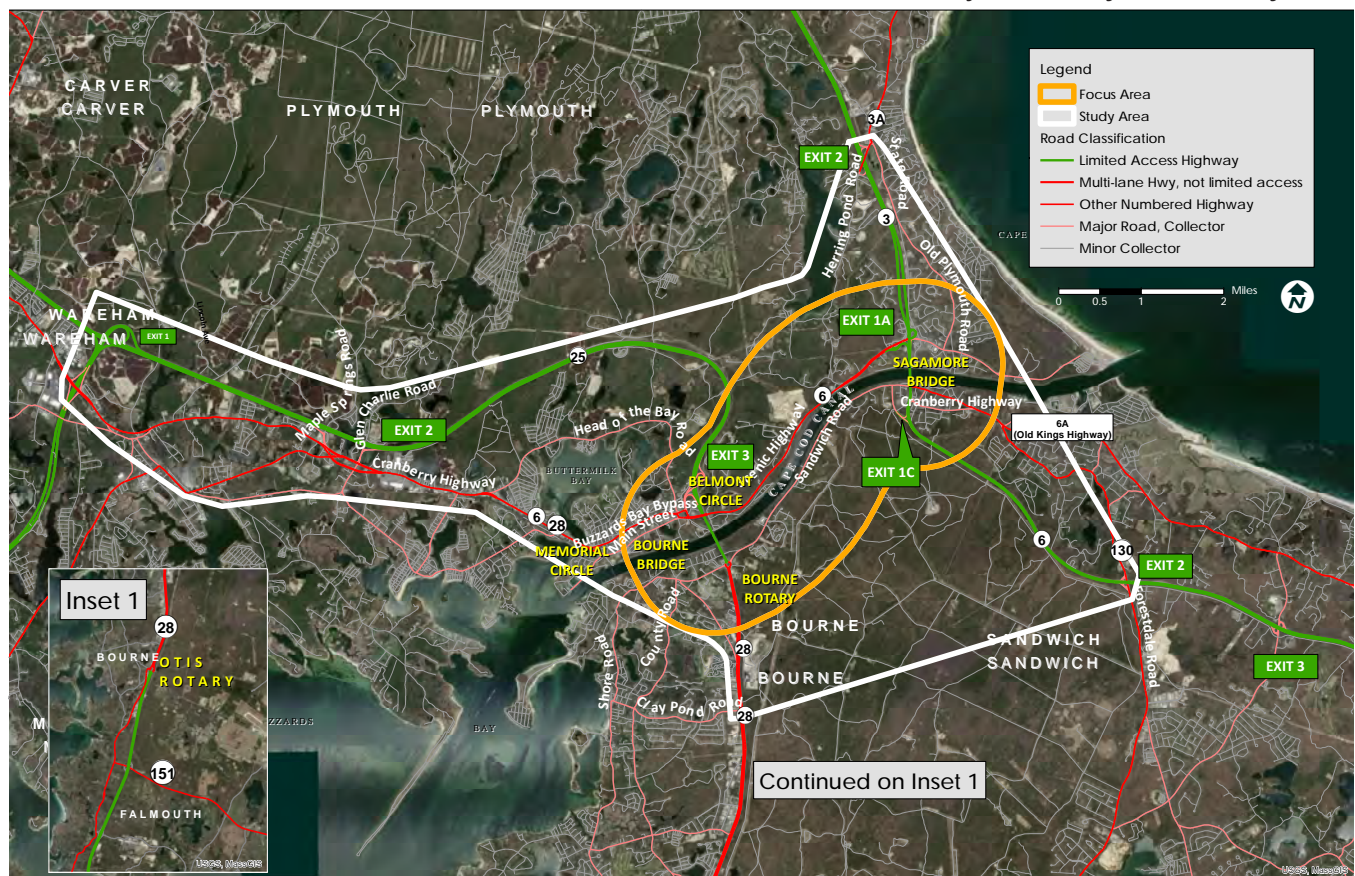 CARVER
CARVER
PLYMOUTH
PLYMOUTH
Legend
Focus Area
Study Area
Road Classification
Limited Access Highway
Multi-lane Hwy, not limited access
Other Numbered Highway
Major Road, Collector
Minor Collector
0 0.5 1 2 Miles
N
3A
EXIT 2
State Road
Herring Pond Road
3
Old Plymouth Road
CAPE
WAREHAM
WAREHAM
EXIT 1
Maple Springs Road
Glen Charlie Road
25
EXIT 2
EXIT 1A
SAGAMORE
BRIDGE
6
Cranberry Highway
6A
(Old Kings Highway)
Head of the Bay Road
Scenic Highway
CAPE COD CANAL
Sandwich Road
EXIT 3
BELMONY
CIRCLE
EXIT 1C
Cranberry Highway
BUTTERMILK
BAY
6
28
Buzzards Bay Bypass
Main Street
MEMORIAL
CIRCLE
BOURNE
BRIDGE
BOURNE
ROTARY
6
130
EXIT 2
Forestdale Road
County Road
Shore Road
BOURNE
BOURNE
28
SANDWICH
SANDWICH
EXIT 3
Clay Pond Road
28
ZZARDS
BAY
Continued on Inset 1
Inset 1
28
BOURNE
OTIS
ROTARY
151
FALMOUTH
USGS, MassGIS
USGS, MassGIS